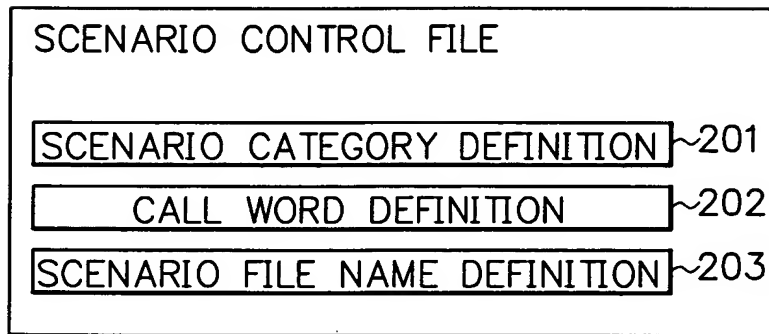 SCENARIO CONTROL FILE
SCENARIO CATEGORY DEFINITION ~201
CALL WORD DEFINITION ~202
SCENARIO FILE NAME DEFINITION ~203